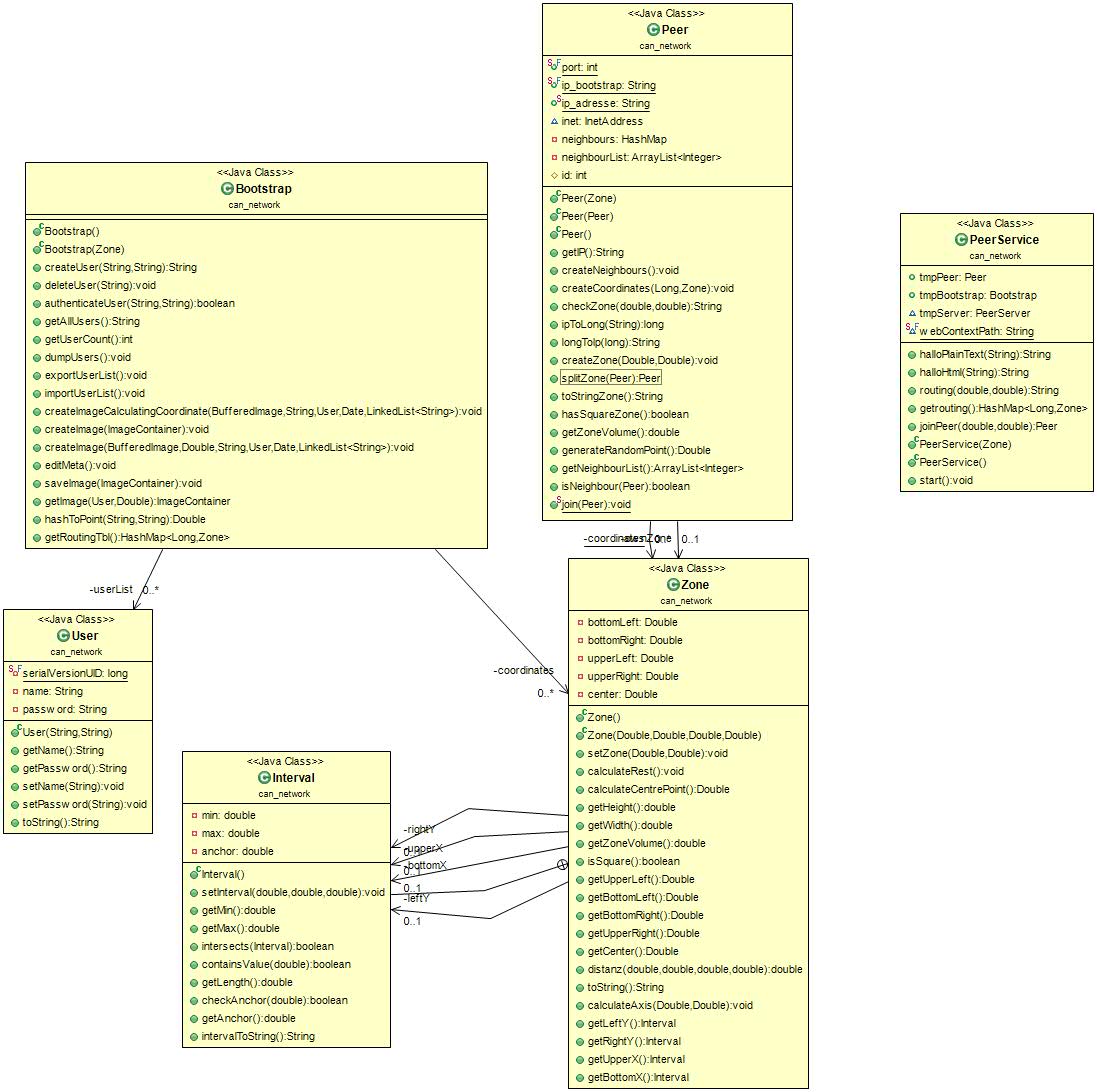 <<Java Class>>
Peer
can_network
port: int
ip_bootstrap: String
ip_adresse: String
inet: InetAddress
neighbours: HashMap
neighbourList: ArrayList<Integer>
id: int
Peer(Zone)
Peer(Peer)
Peer()
getIP():String
createNeighbours():void
createCoordinates(Long,Zone):void
checkZone(double,double):String
ipToLong(String):long
longToIp(long):String
createZone(Double,Double):void
splitZone(Peer):Peer
toStringZone():String
hasSquareZone():boolean
getZoneVolume():double
generateRandomPoint():Double
getNeighbourList():ArrayList<Integer>
isNeighbour(Peer):boolean
join(Peer):void
<<Java Class>>
Bootstrap
can_network
Bootstrap()
Bootstrap(Zone)
createUser(String,String):String
deleteUser(String):void
authenticateUser(String,String):boolean
getAllUsers():String
getUserCount():int
dumpUsers():void
exportUserList():void
importUserList():void
createImageCalculatingCoordinate(BufferedImage,String,User,Date,LinkedList<String>):void
createImage(ImageContainer):void
createImage(BufferedImage,Double,String,User,Date,LinkedList<String>):void
editMeta():void
saveImage(ImageContainer):void
getImage(User,Double):ImageContainer
hashToPoint(String,String):Double
getRoutingTbl():HashMap<Long,Zone>
<<Java Class>>
PeerService
can_network
tmpPeer: Peer
tmpBootstrap: Bootstrap
tmpServer: PeerServer
webContextPath: String
halloPlainText(String):String
halloHtml(String):String
routing(double,double):String
getrouting():HashMap<Long,Zone>
joinPeer(double,double):Peer
PeerService(Zone)
PeerService()
start():void
-coordinates
0..1
-userList 0..*
-coordinates
0..*
<<Java Class>>
User
can_network
serialVersionUID: long
name: String
password: String
User(String,String)
getName():String
getPassword():String
setName(String):void
setPassword(String):void
toString():String
<<Java Class>>
Zone
can_network
bottomLeft: Double
bottomRight: Double
upperLeft: Double
upperRight: Double
center: Double
Zone()
Zone(Double,Double,Double,Double)
setZone(Double,Double):void
calculateRest():void
calculateCentrePoint():Double
getHeight():double
getWidth():double
getZoneVolume():double
isSquare():boolean
getUpperLeft():Double
getBottomLeft():Double
getBottomRight():Double
getUpperRight():Double
getCenter():Double
distanz(double,double,double,double):double
toString():String
calculateAxis(Double,Double):void
getLeftY():Interval
getRightY():Interval
getUpperX():Interval
getBottomX():Interval
<<Java Class>>
Interval
can_network
min: double
max: double
anchor: double
Interval()
setInterval(double,double,double):void
getMin():double
getMax():double
intersects(Interval):boolean
containsValue(double):boolean
getLength():double
checkAnchor(double):boolean
getAnchor():double
intervalToString():String
-rightY
-upperX
-bottomX
0..1
-leftY
0..1